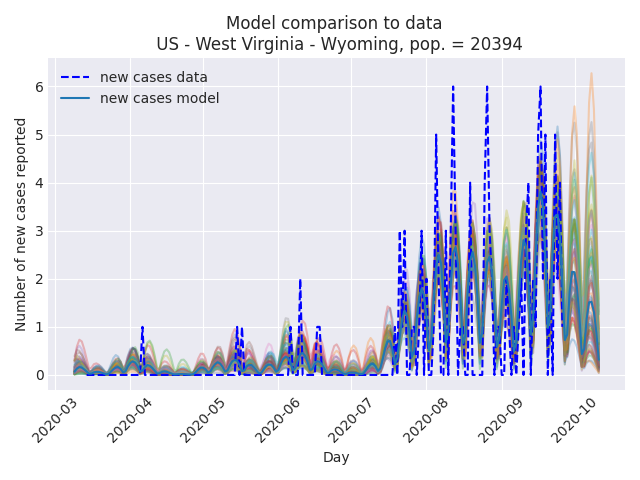 Model comparison to data
US - West Virginia - Wyoming, pop. = 20394
new cases data
new cases model
Number of new cases reported
6
5
4
3
2
1
0
2020-03
2020-04
2020-05
2020-06
2020-07
2020-08
2020-09
2020-10
Day